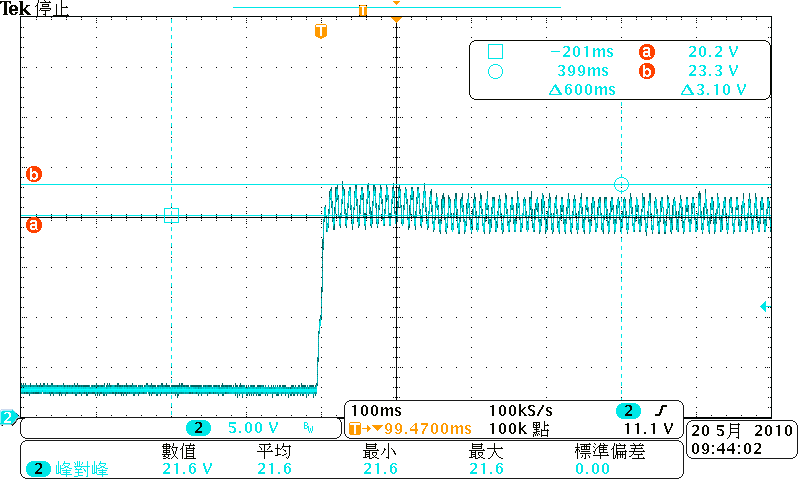 Tek 停止
T
T
−201ms a 20.2 V
399ms b 23.3 V
Δ600ms Δ3.10 V
b
a
2
2 5.00 V BW
100ms 100kS/s 2
T→▼99.4700ms 100k 點 11.1 V
20 5月 2010
09:44:02
數值 平均 最小 最大 標準偏差
2 峰對峰 21.6 V 21.6 21.6 21.6 0.00